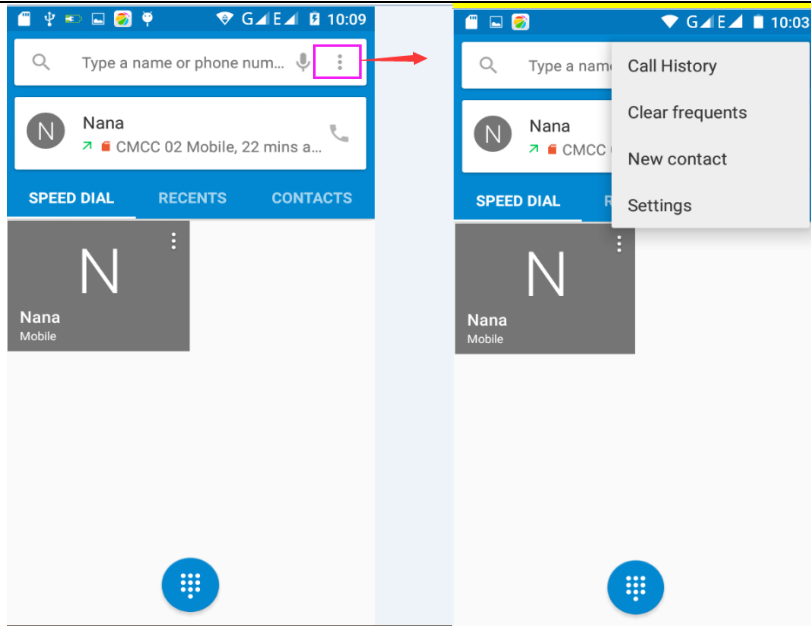 G E 10:09
Type a name or phone num...
N Nana
CMCC 02 Mobile, 22 mins a...
SPEED DIAL RECENTS CONTACTS
N
Nana
Mobile
G E 10:03
Type a nam
N Nana
CMCC
SPEED DIAL R
Call History
Clear frequents
New contact
Settings
N
Nana
Mobile